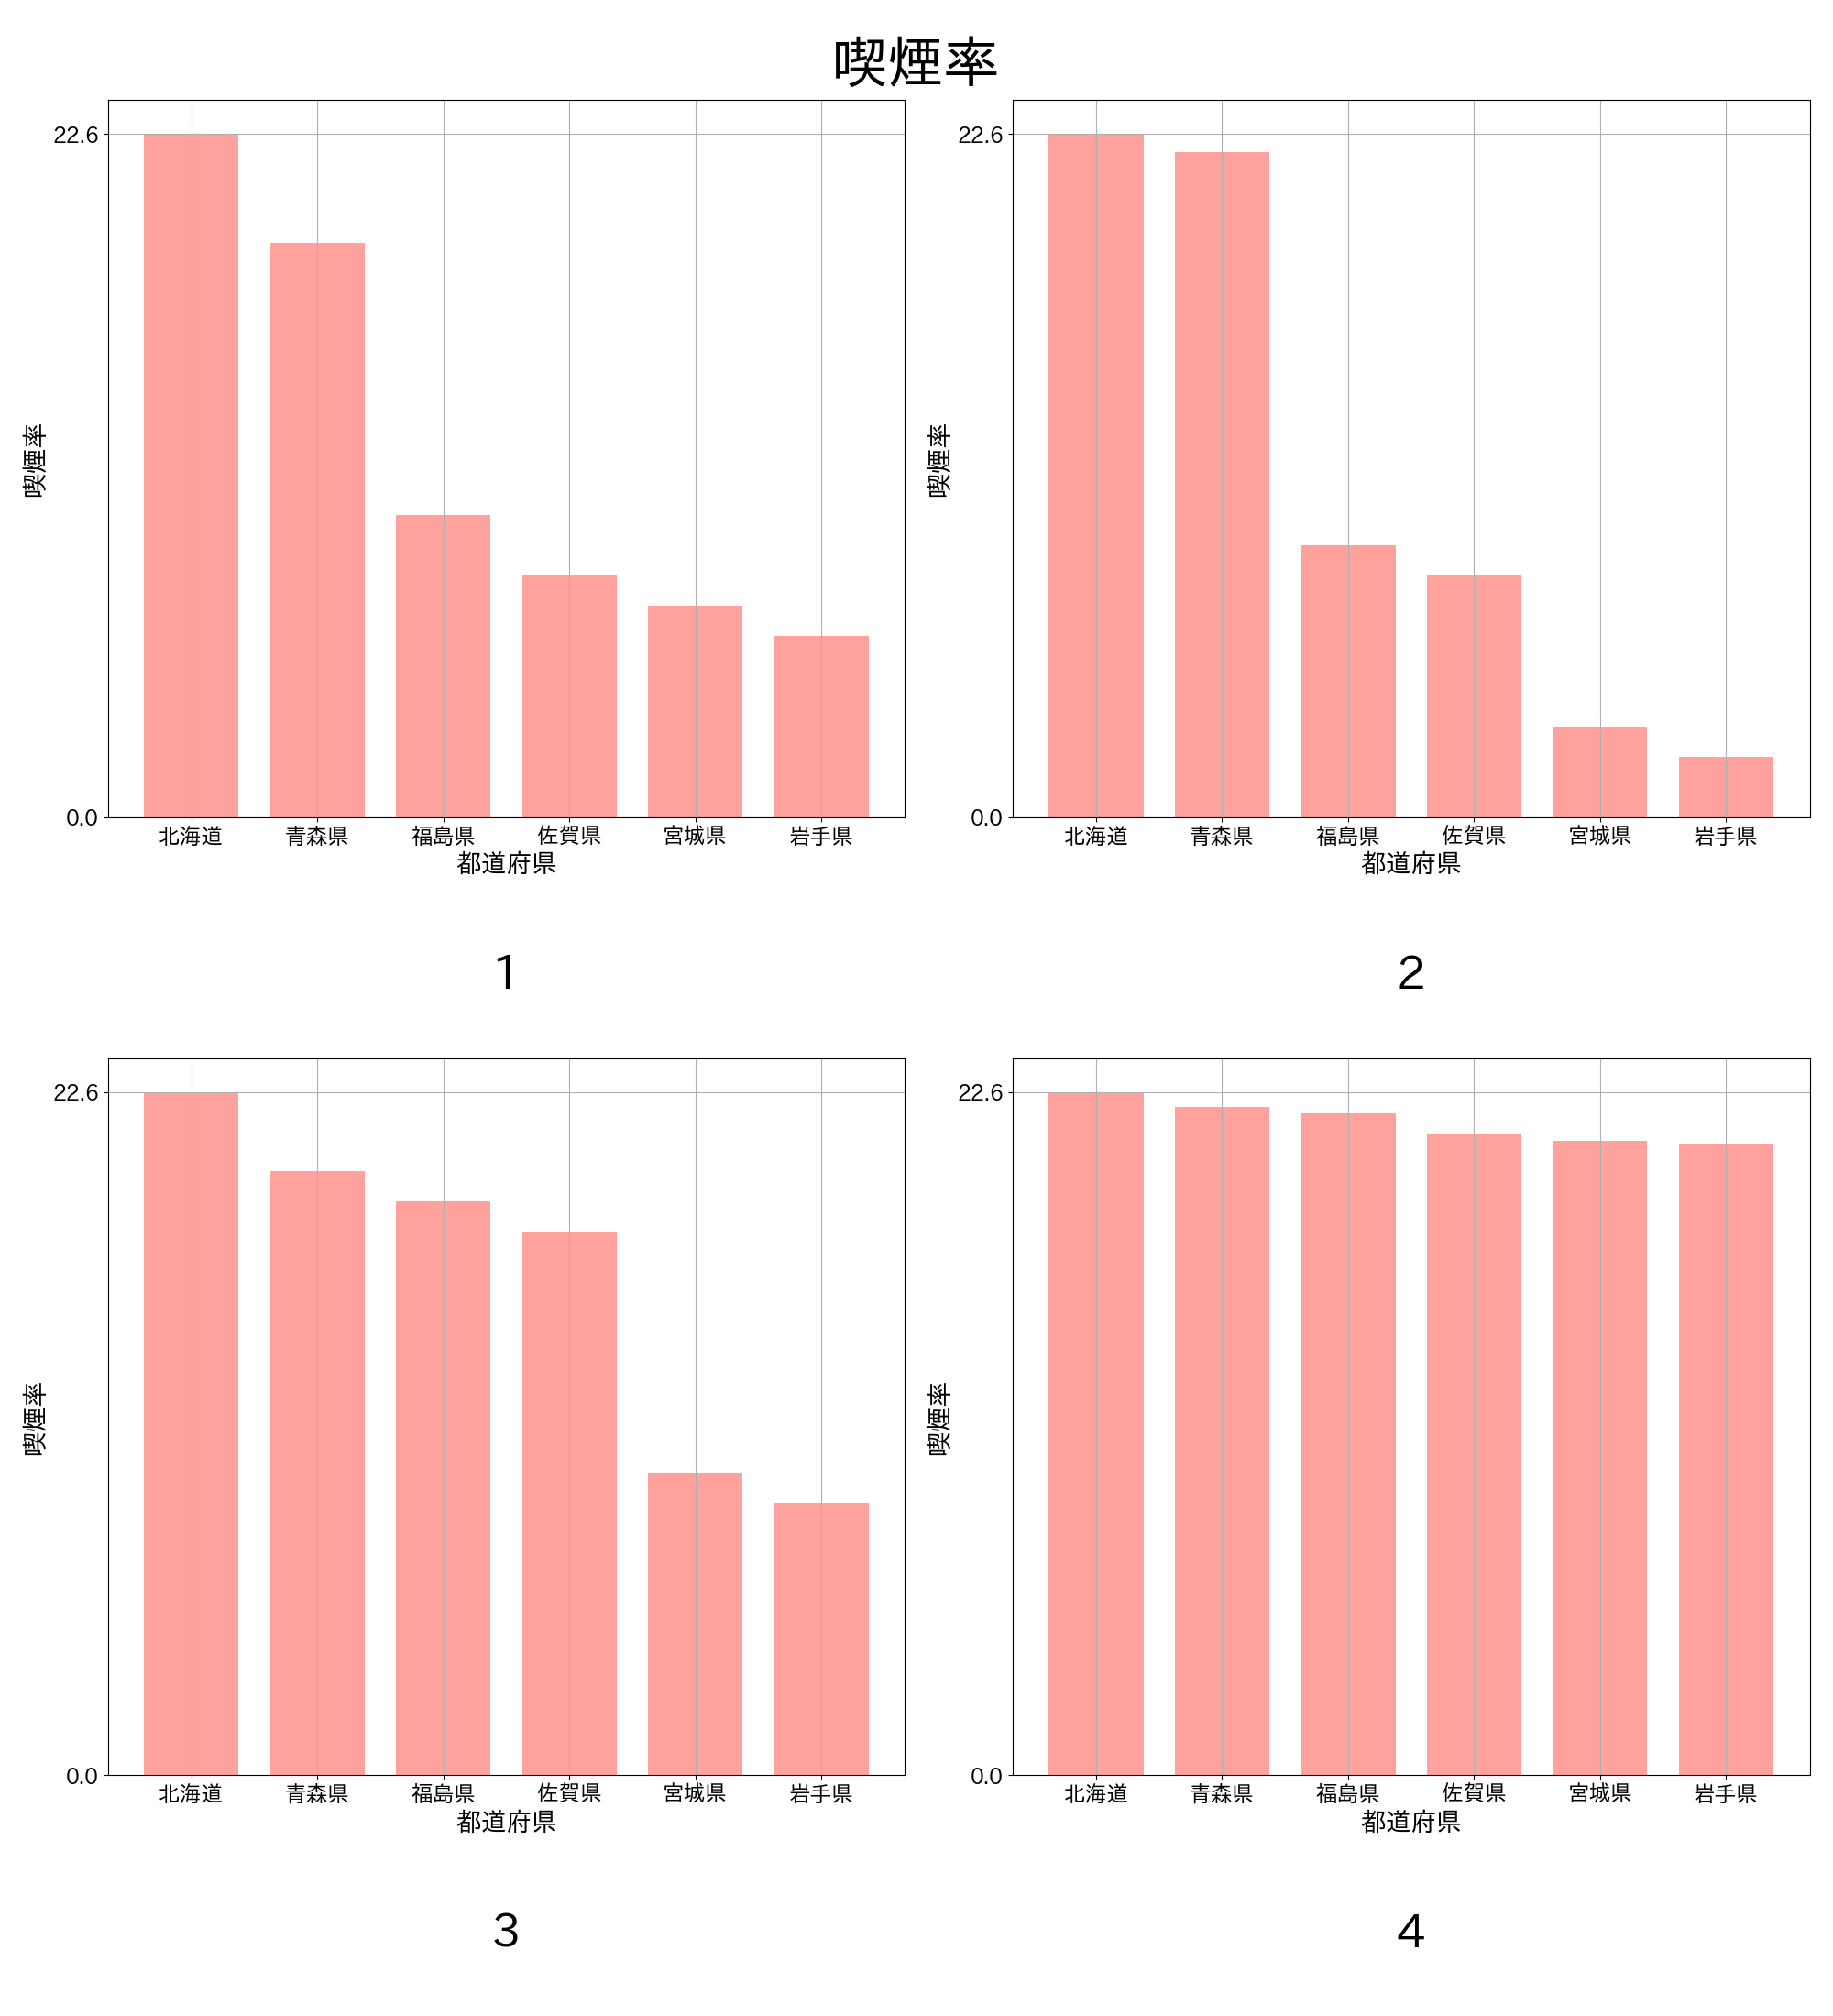 喫煙率
22.6
0.0
喫煙率
北海道 青森県 福島県 佐賀県 宮城県 岩手県
都道府県
1
22.6
0.0
喫煙率
北海道 青森県 福島県 佐賀県 宮城県 岩手県
都道府県
2
22.6
0.0
喫煙率
北海道 青森県 福島県 佐賀県 宮城県 岩手県
都道府県
3
22.6
0.0
喫煙率
北海道 青森県 福島県 佐賀県 宮城県 岩手県
都道府県
4